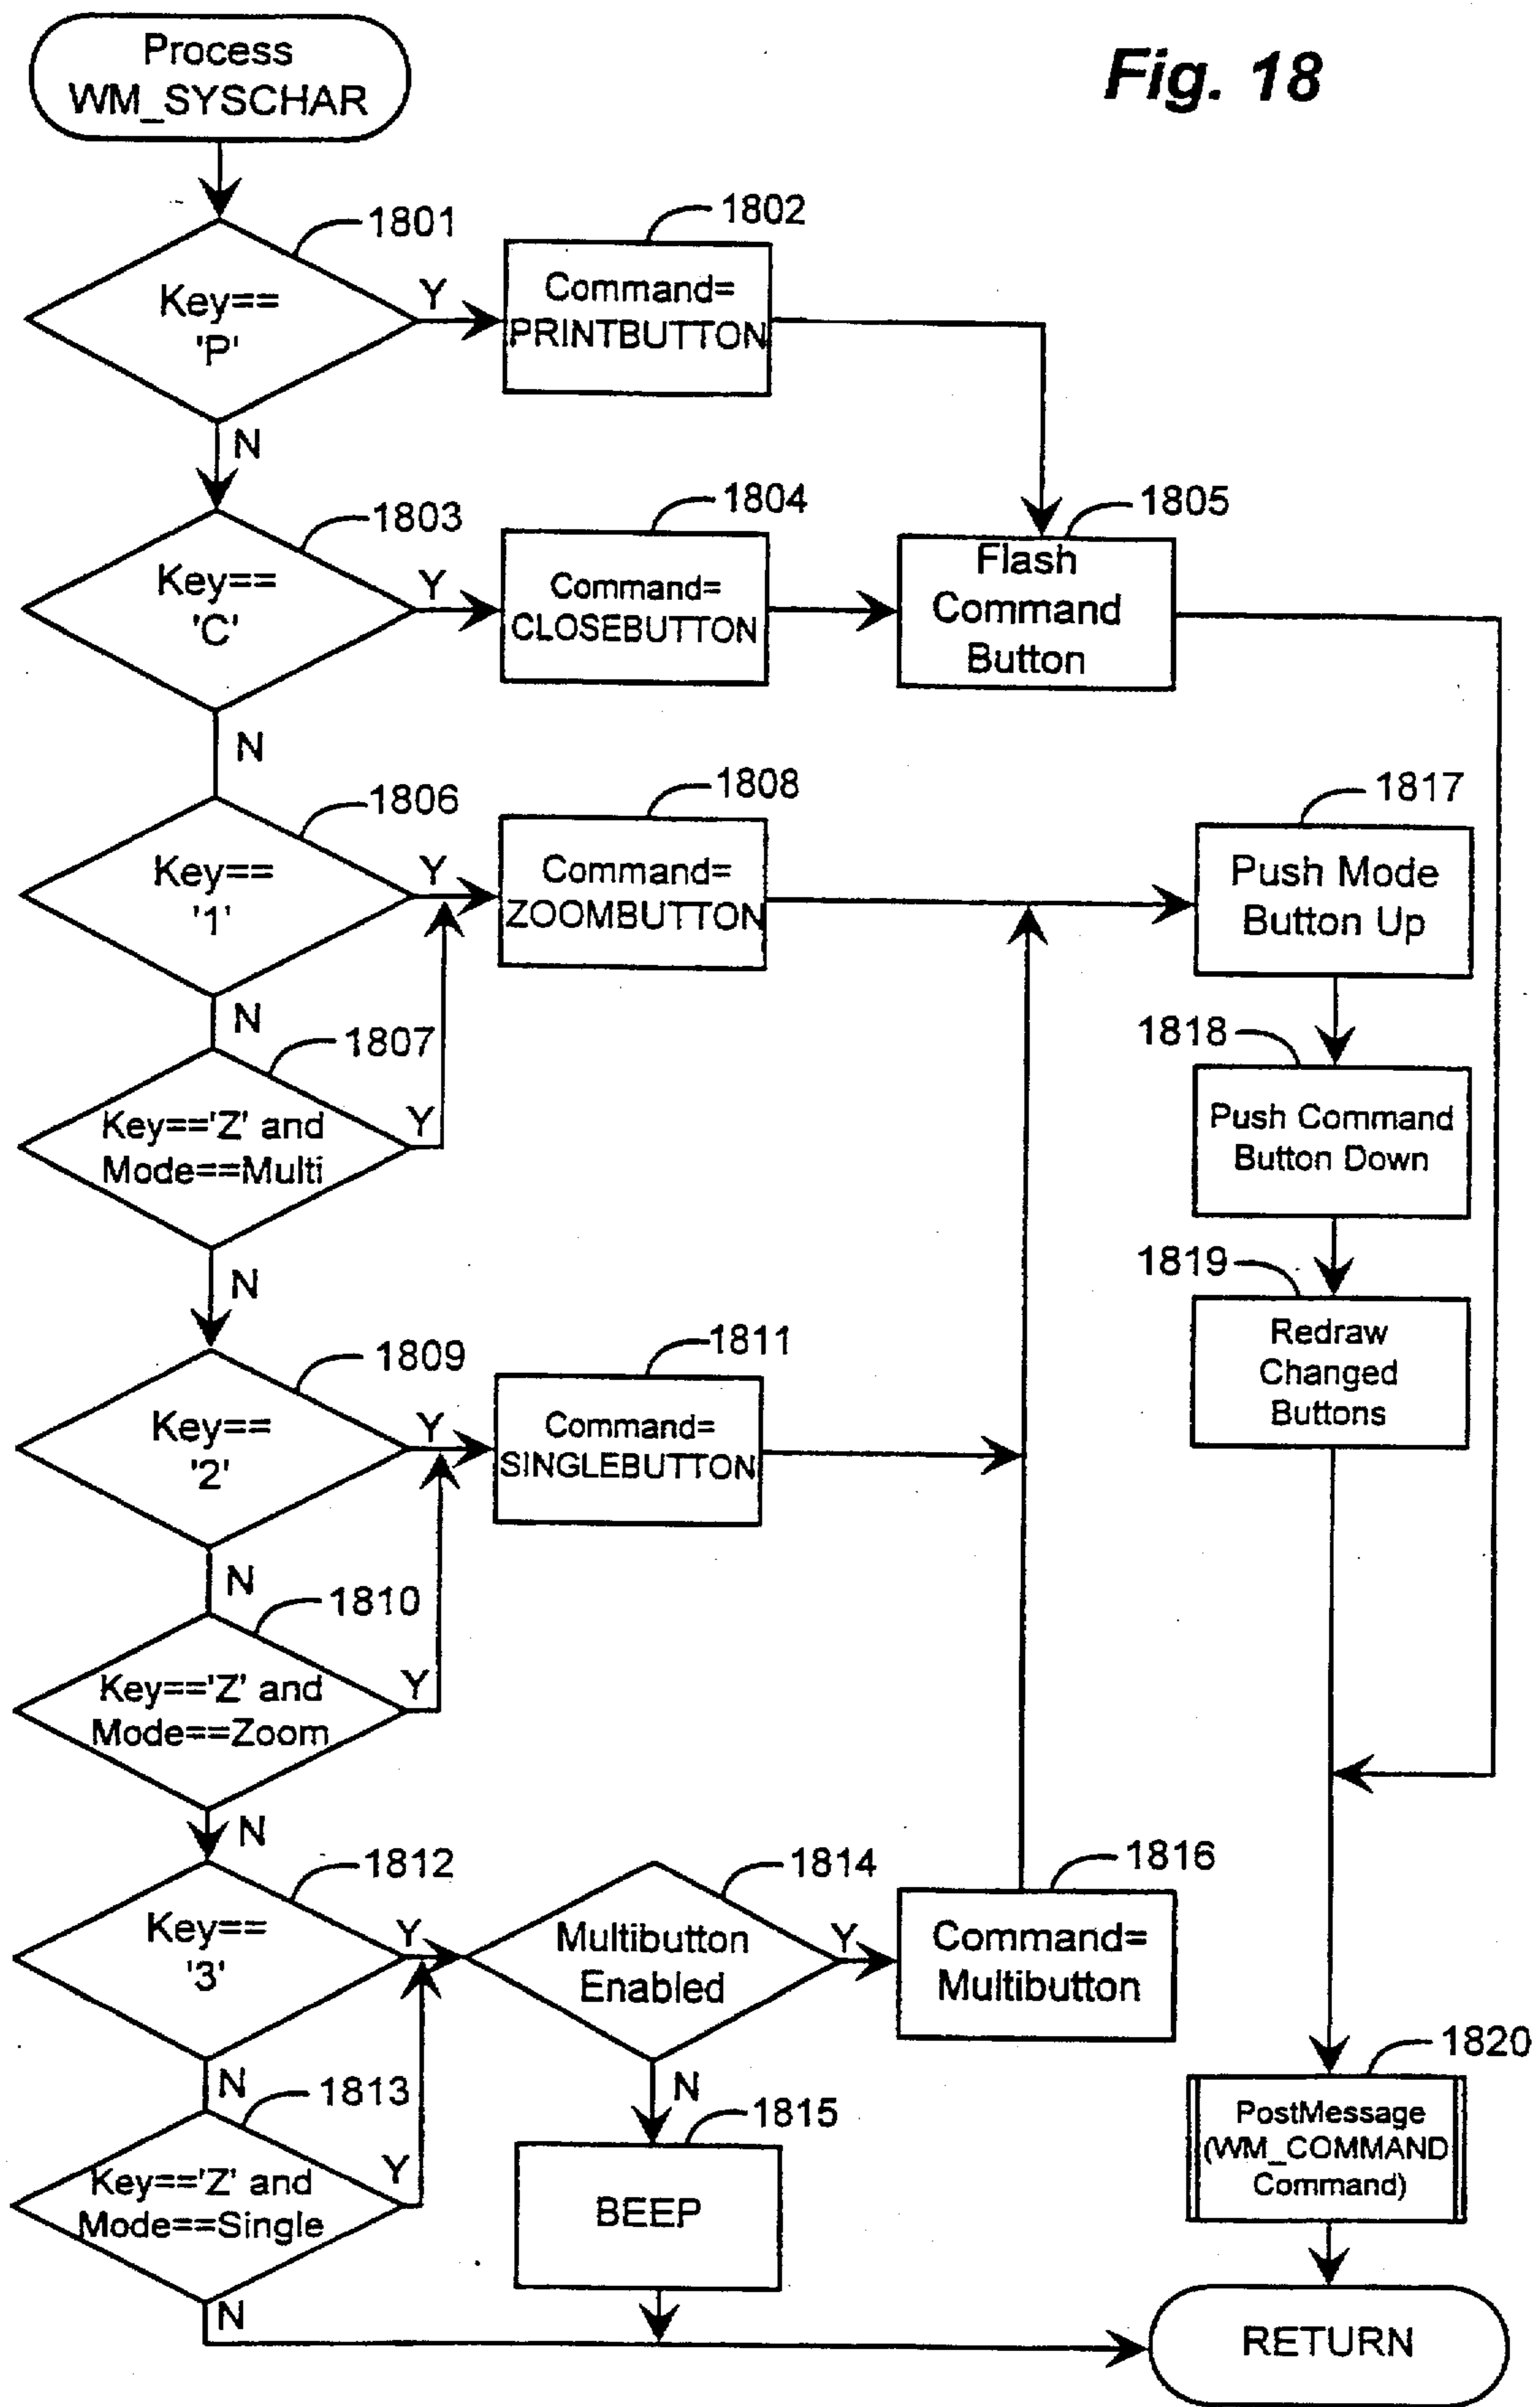 Process
WM_SYSCHAR
Fig. 18
1801
Key==
'P'
Y
N
1802
Command=
PRINTBUTTON
1803
Key==
'C'
Y
N
1804
Command=
CLOSEBUTTON
1805
Flash
Command
Button
1806
Key==
'1'
Y
N
1808
Command=
ZOOMBUTTON
1817
Push Mode
Button Up
1807
Key=='Z' and
Mode==Multi
Y
N
1818
Push Command
Button Down
1819
Redraw
Changed
Buttons
1809
Key==
'2'
Y
N
1811
Command=
SINGLEBUTTON
1810
Key=='Z' and
Mode==Zoom
Y
N
1812
Key==
'3'
Y
N
1814
Multibutton
Enabled
Y
N
1816
Command=
Multibutton
1813
Key=='Z' and
Mode==Single
Y
N
1815
BEEP
1820
PostMessage
(WM_COMMAND
Command)
RETURN